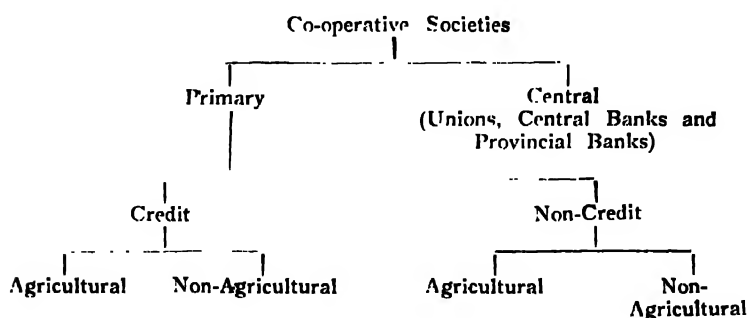 Co-operative Societies
Primary
Central
(Unions, Central Banks and
Provincial Banks)
Credit
Non-Credit
Agricultural Non-Agricultural Agricultural Non-
Agricultural